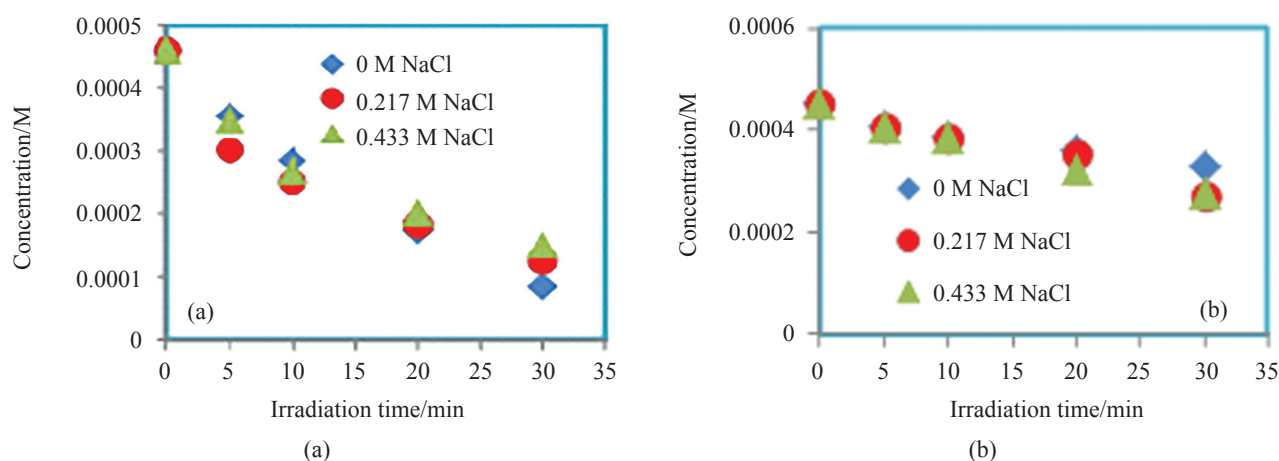 0.0005
0.0004
0.0003
0.0002
0.0001
0
Concentration/M
0 M NaCl
0.217 M NaCl
0.433 M NaCl
(a)
0 5 10 15 20 25 30 35
Irradiation time/min
(a)
0.0006
0.0004
0.0002
0
Concentration/M
0 M NaCl
0.217 M NaCl
0.433 M NaCl
(b)
0 5 10 15 20 25 30 35
Irradiation time/min
(b)